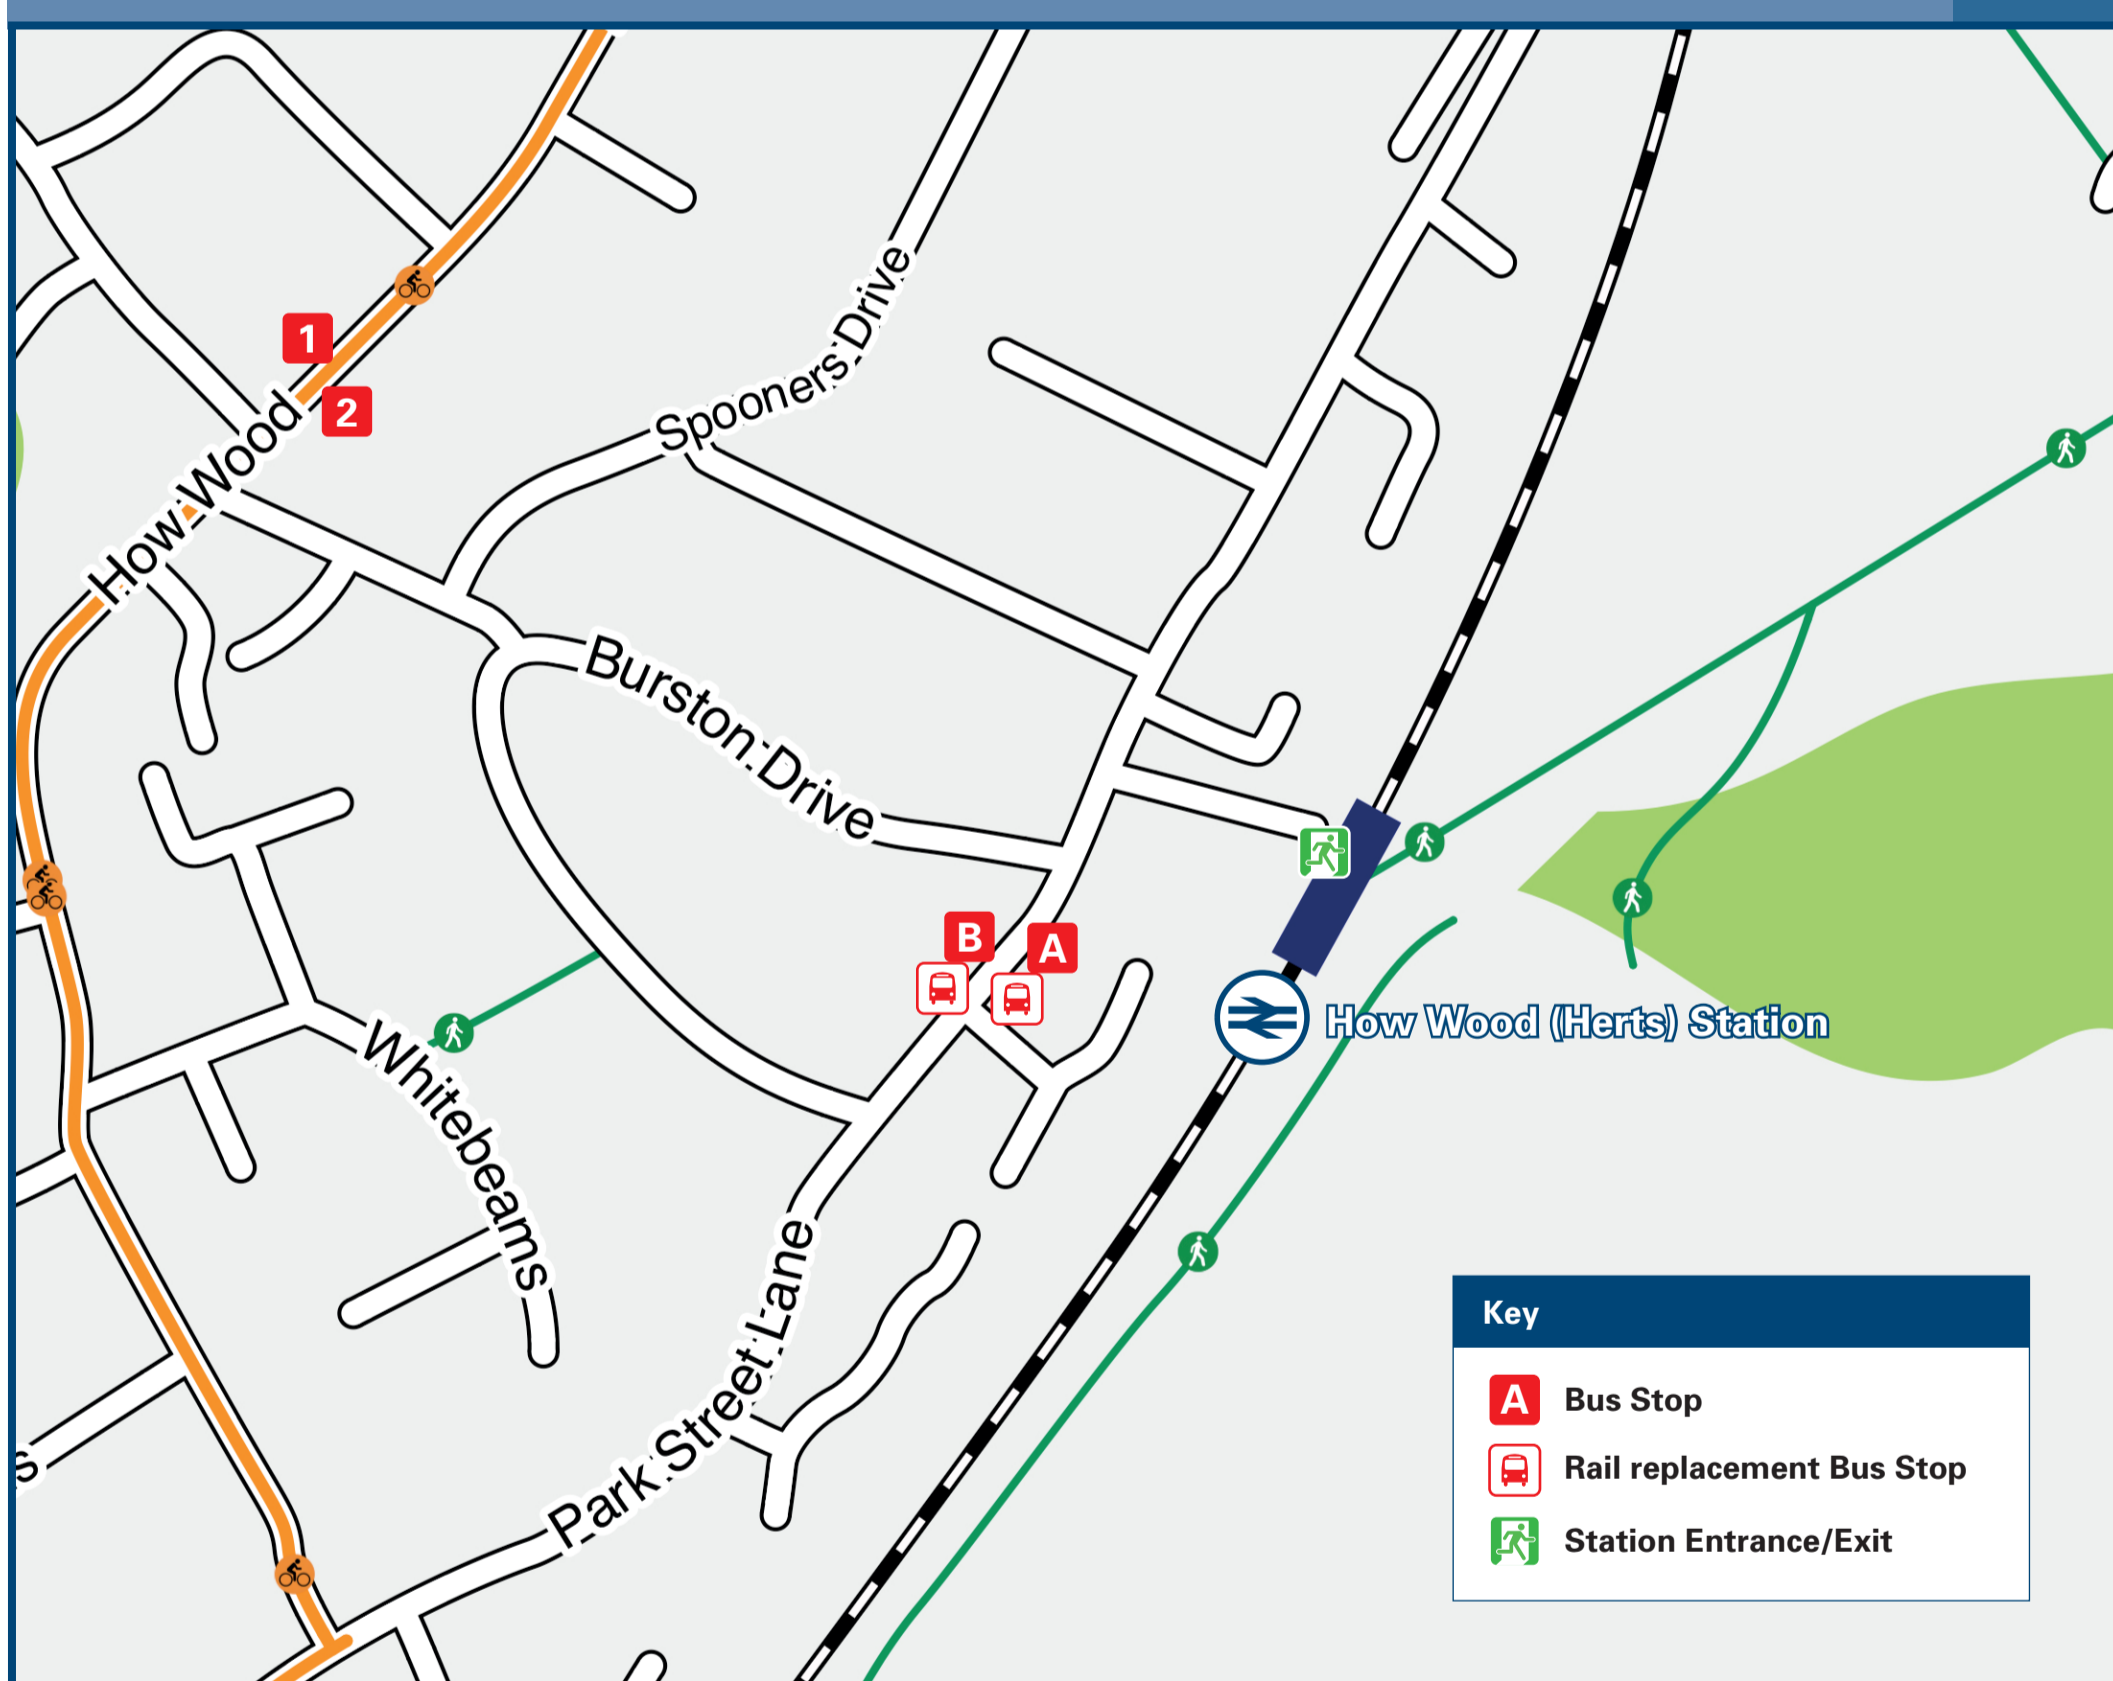 1
2
How Wood
Spooners Drive
Burston Drive
B
A
How Wood (Herts) Station
Whitebeams
Park Street Lane
s
Key
A Bus Stop
Rail replacement Bus Stop
Station Entrance/Exit